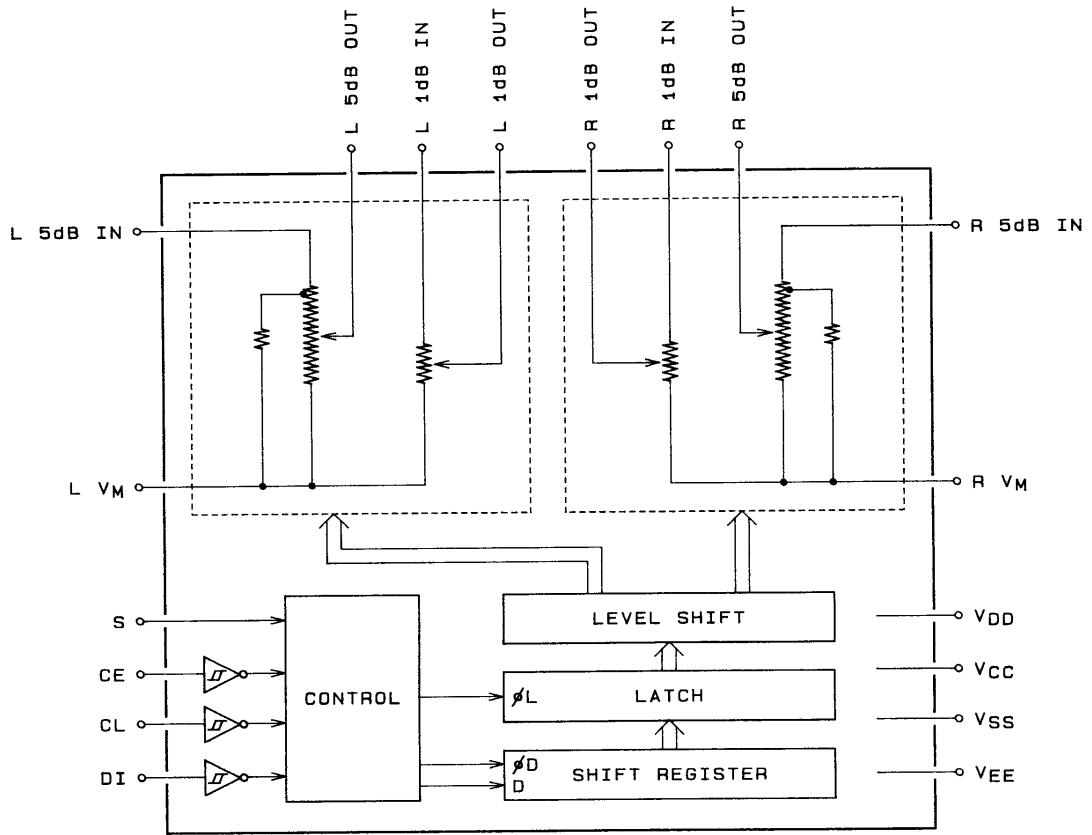 L 5dB OUT
L 1dB IN
L 1dB OUT
R 1dB OUT
R 1dB IN
R 5dB OUT
L 5dB IN
R 5dB IN
L VM
R VM
S
CE
CL
DI
CONTROL
LEVEL SHIFT
øL
LATCH
øD
D
SHIFT REGISTER
VDD
VCC
VSS
VEE